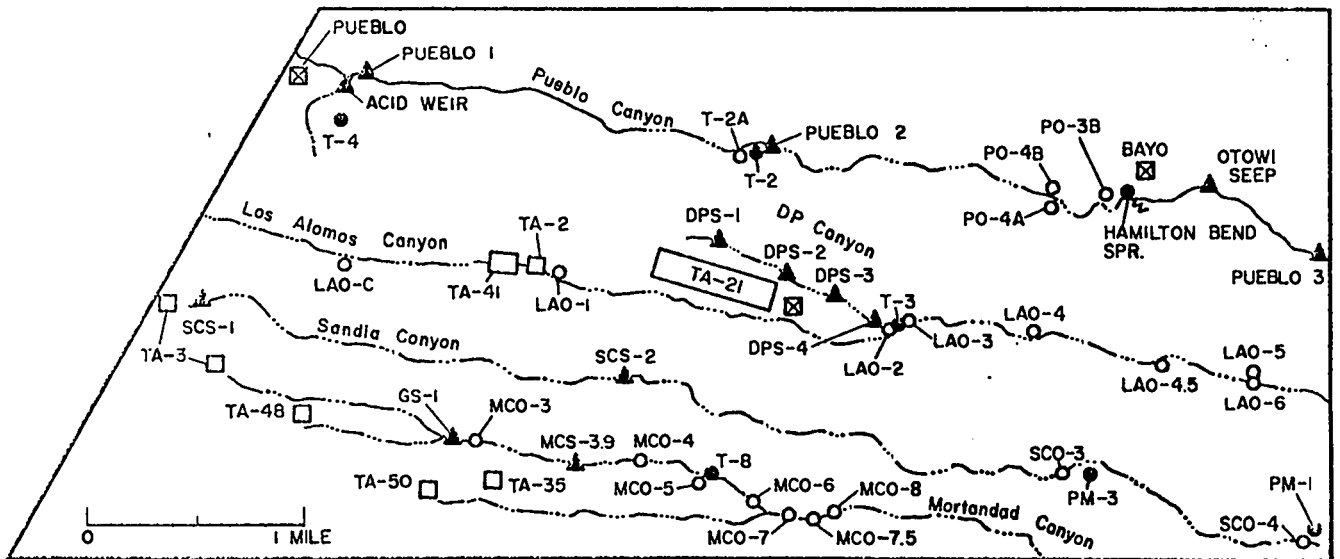 PUEBLO
PUEBLO 1
ACID WEIR
T-4
Pueblo Canyon
T-2A
PUEBLO 2
T-2
PO-4B
PO-3B
BAYO
OTOWI
SEEP
PO-4A
HAMILTON BEND
SPR.
PUEBLO 3
Los Alamos Canyon
LAO-C
TA-41
TA-2
LAO-1
DPS-1
DP Canyon
DPS-2
DPS-3
TA-21
T-3
DPS-4
LAO-2
LAO-3
LAO-4
LAO-4.5
LAO-5
LAO-6
SCS-1
TA-3
Sandia Canyon
SCS-2
TA-48
GS-1
MCO-3
MCS-3.9
MCO-4
T-8
MCO-5
MCO-6
MCO-8
SCO-3
PM-3
PM-1
TA-50
TA-35
MCO-7
MCO-7.5
Mortandad Canyon
SCO-4
0 1 MILE